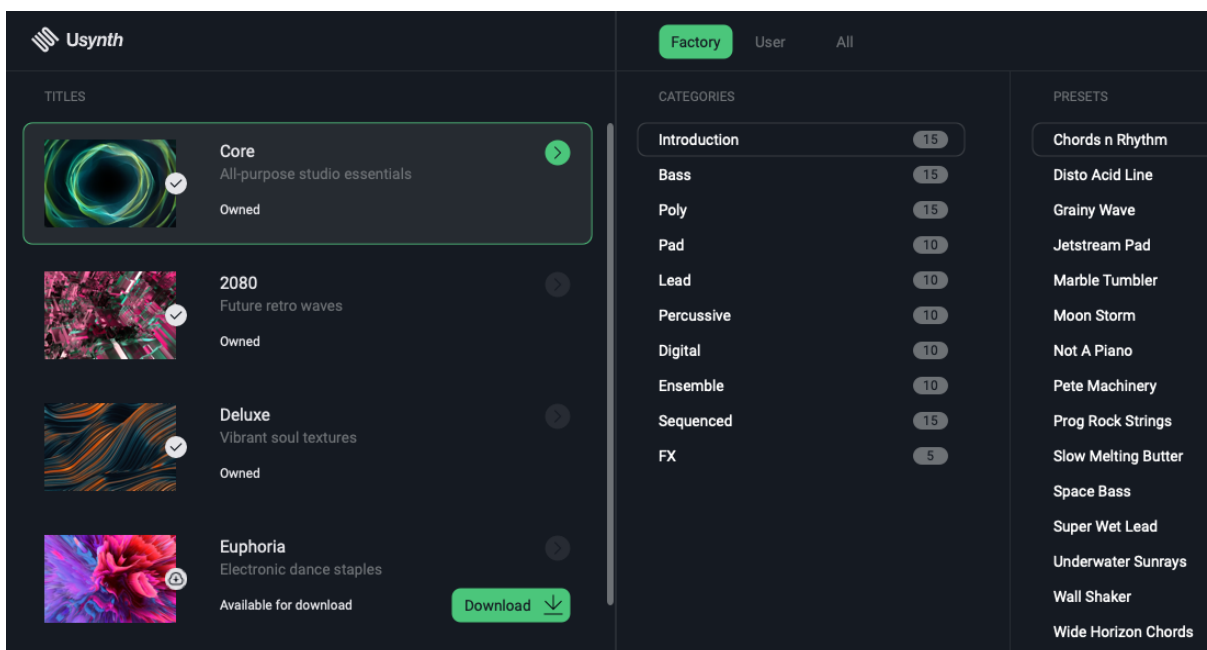 Usynth
Factory
User
All
TITLES
Core
All-purpose studio essentials
Owned
2080
Future retro waves
Owned
Deluxe
Vibrant soul textures
Owned
Euphoria
Electronic dance staples
Available for download
Download
CATEGORIES
Introduction 15
Bass 15
Poly 15
Pad 10
Lead 10
Percussive 10
Digital 10
Ensemble 10
Sequenced 15
FX 5
PRESETS
Chords n Rhythm
Disto Acid Line
Grainy Wave
Jetstream Pad
Marble Tumbler
Moon Storm
Not A Piano
Pete Machinery
Prog Rock Strings
Slow Melting Butter
Space Bass
Super Wet Lead
Underwater Sunrays
Wall Shaker
Wide Horizon Chords